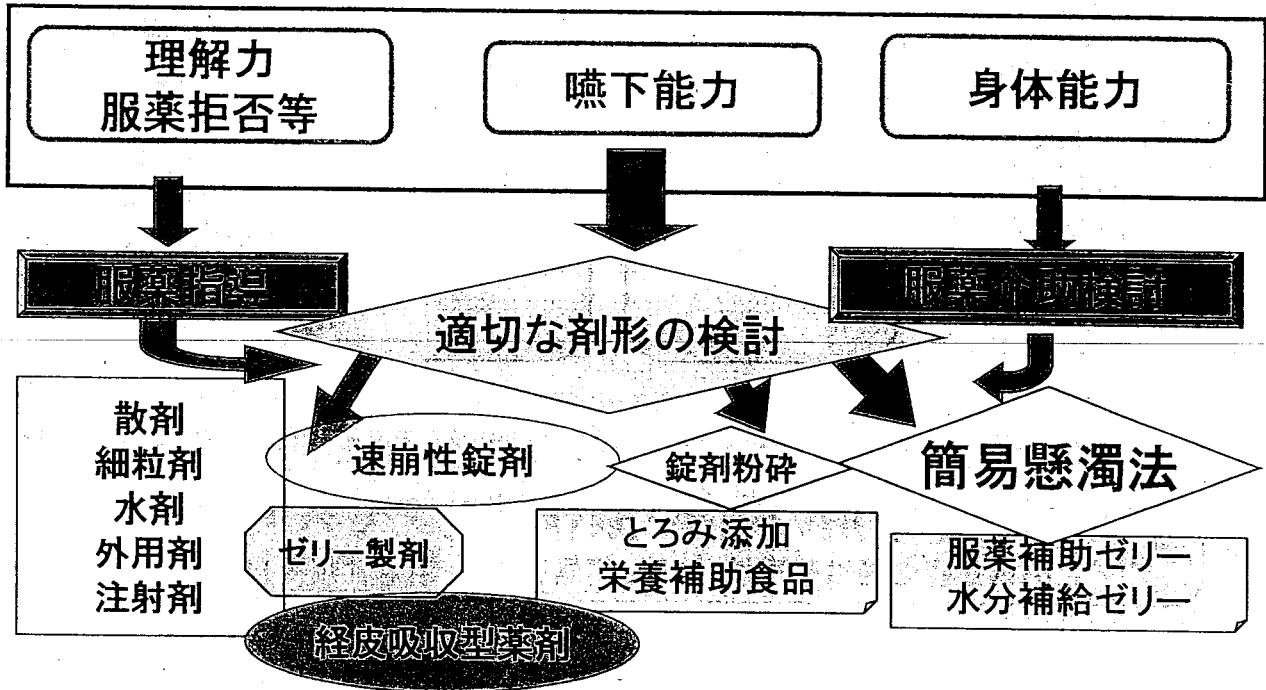 理解力
服薬拒否等
嚥下能力
身体能力
服薬指導
服薬介助検討
適切な剤形の検討
散剤
細粒剤
水剤
外用剤
注射剤
速崩性錠剤
ゼリー製剤
経皮吸収型薬剤
錠剤粉砕
とろみ添加
栄養補助食品
簡易懸濁法
服薬補助ゼリー
水分補給ゼリー